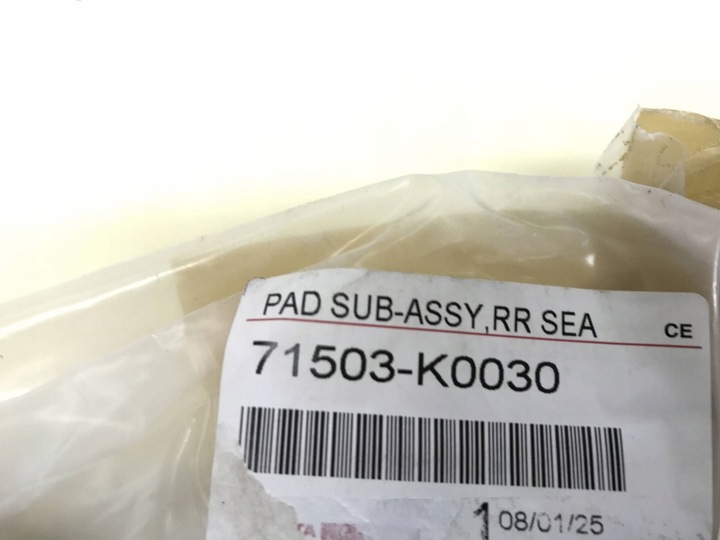 PAD SUB-ASSY,RR SEA
CE
71503-K0030
1 08/01/25